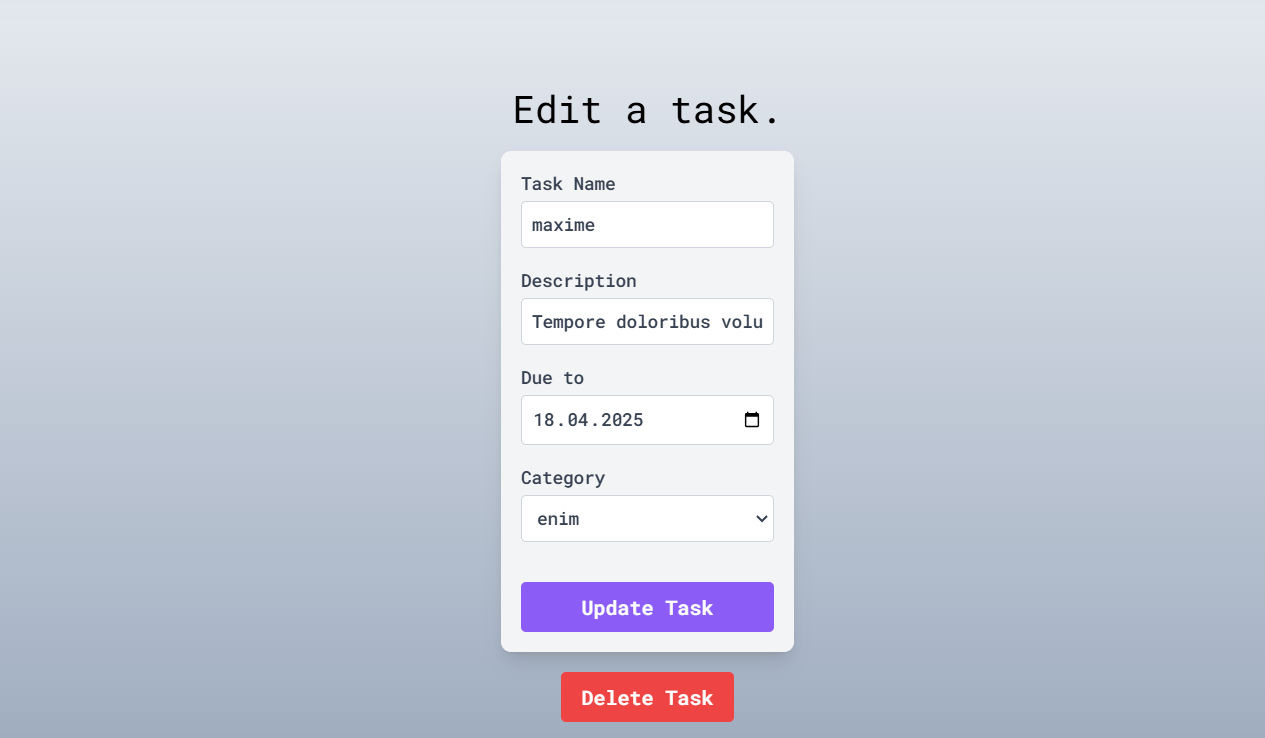 Edit a task.
Task Name
maxime
Description
Tempore doloribus volu
Due to
18.04.2025
Category
enim
Update Task
Delete Task